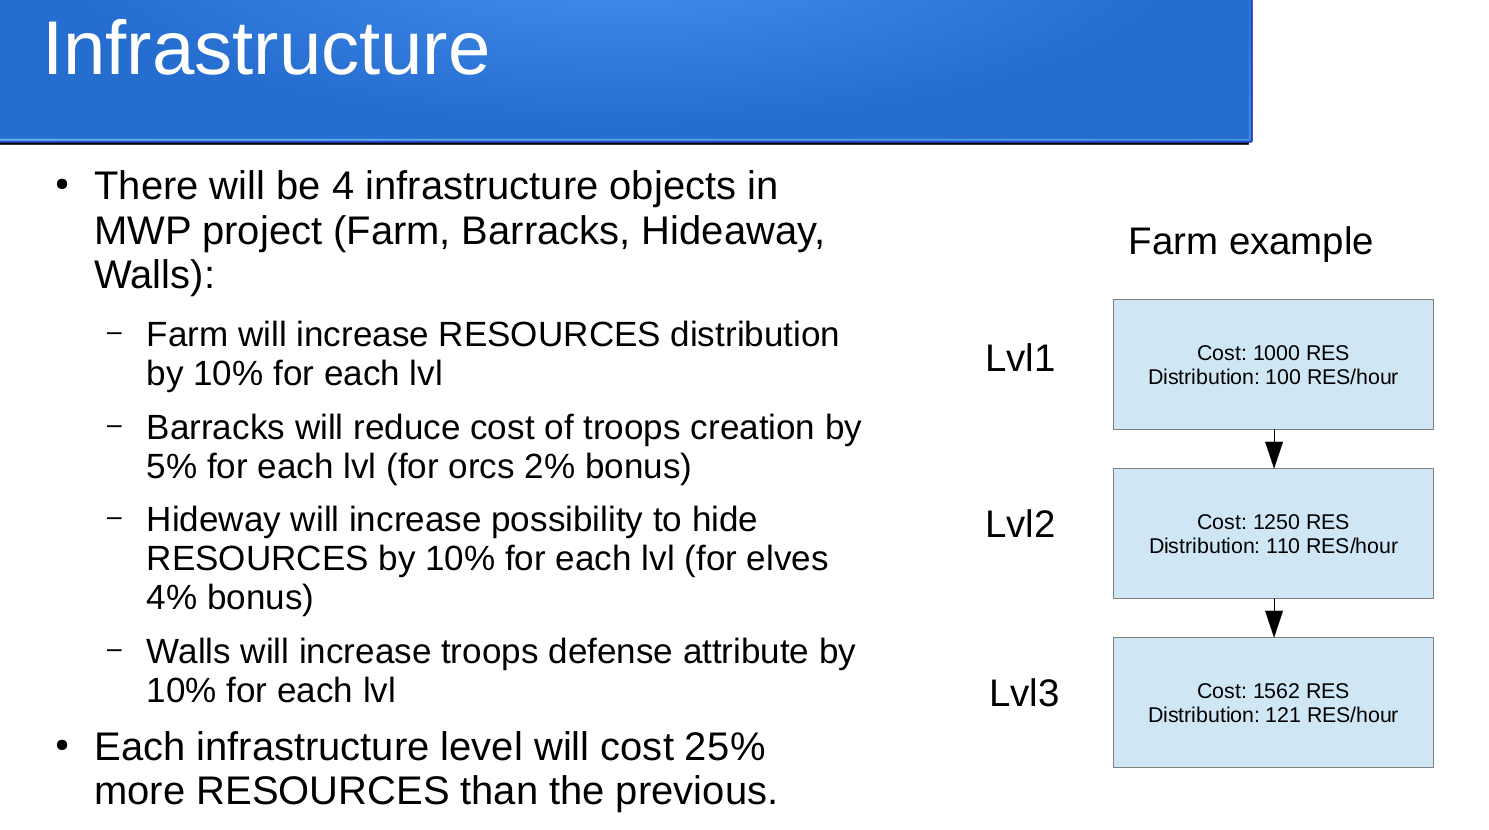 Infrastructure
• There will be 4 infrastructure objects in
MWP project (Farm, Barracks, Hideaway,
Walls):
– Farm will increase RESOURCES distribution
by 10% for each lvl
– Barracks will reduce cost of troops creation by
5% for each lvl (for orcs 2% bonus)
– Hideway will increase possibility to hide
RESOURCES by 10% for each lvl (for elves
4% bonus)
– Walls will increase troops defense attribute by
10% for each lvl
• Each infrastructure level will cost 25%
more RESOURCES than the previous.
Farm example
Lvl1
Cost: 1000 RES
Distribution: 100 RES/hour
Lvl2
Cost: 1250 RES
Distribution: 110 RES/hour
Lvl3
Cost: 1562 RES
Distribution: 121 RES/hour